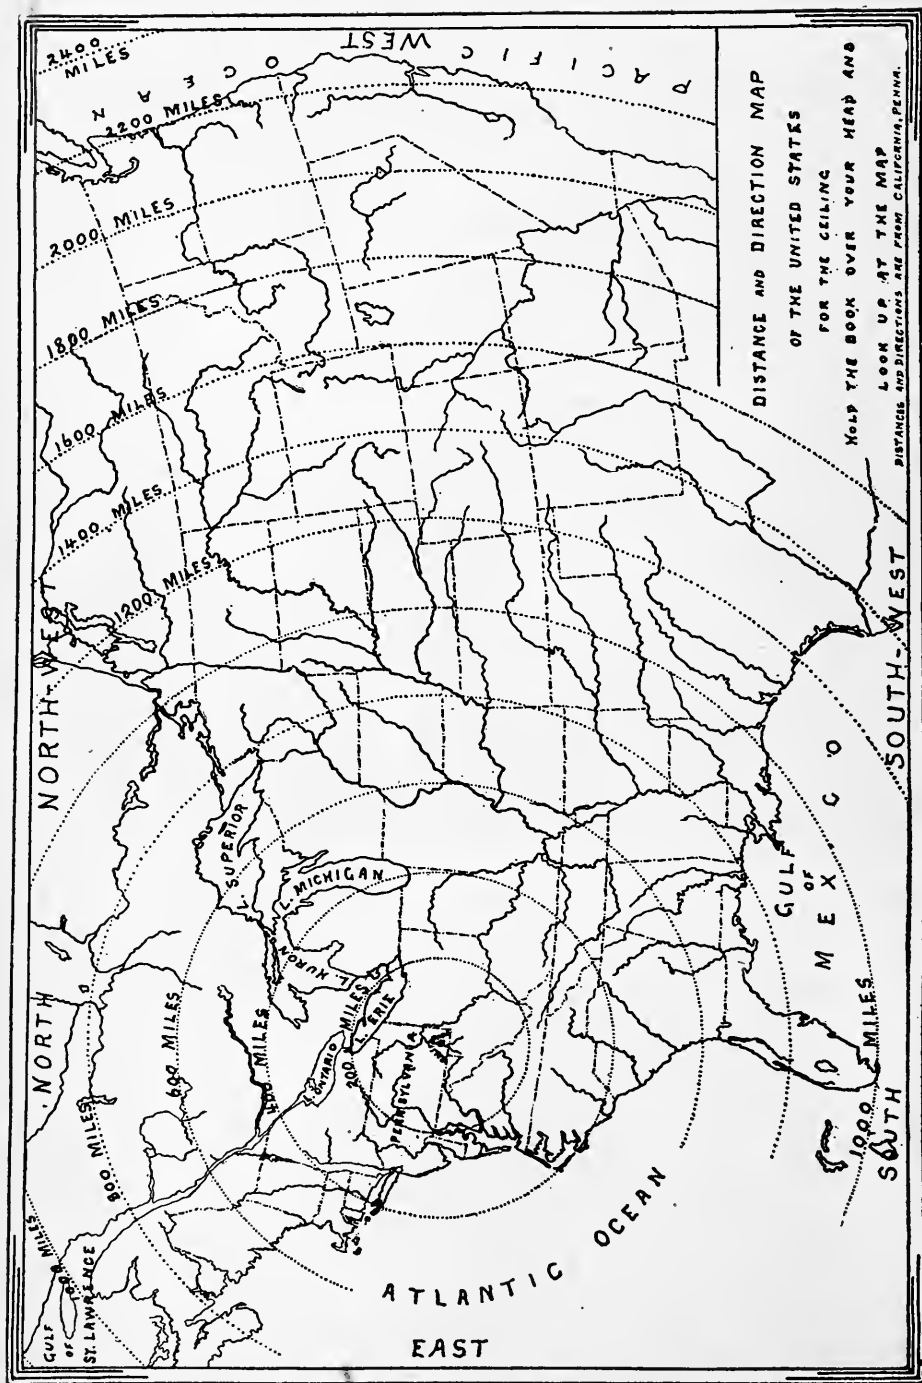 DISTANCE AND DIRECTION MAP
OF THE UNITED STATES
FOR THE CEILING
HOLD THE BOOK OVER YOUR HEAD AND
LOOK UP AT THE MAP
DISTANCES AND DIRECTIONS ARE FROM CALIFORNIA, PENNA.
WEST
PACIFIC OCEAN
2400
MILES
2200 MILES
2000 MILES
1800 MILES
1600 MILES
1400 MILES
1200 MILES
NORTH-WEST
NORTH
L. SUPERIOR
L. MICHIGAN
L. HURON
L. ERIE
L. ONTARIO
PENNSYLVANIA
200 MILES
400 MILES
600 MILES
800 MILES
1000 MILES
GULF
OF
ST. LAWRENCE
GULF
OF
MEXICO
SOUTH-WEST
1000 MILES
SOUTH
ATLANTIC OCEAN
EAST